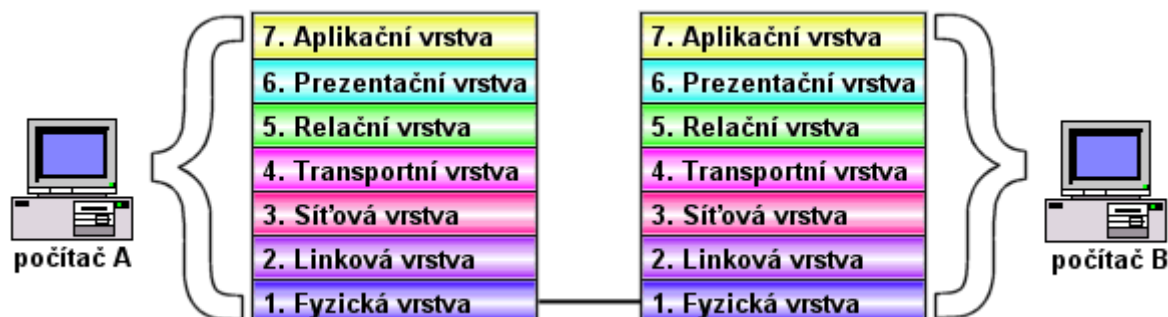 7. Aplikační vrstva
6. Prezentační vrstva
5. Relační vrstva
4. Transportní vrstva
3. Síťová vrstva
2. Linková vrstva
1. Fyzická vrstva
počítač A
7. Aplikační vrstva
6. Prezentační vrstva
5. Relační vrstva
4. Transportní vrstva
3. Síťová vrstva
2. Linková vrstva
1. Fyzická vrstva
počítač B